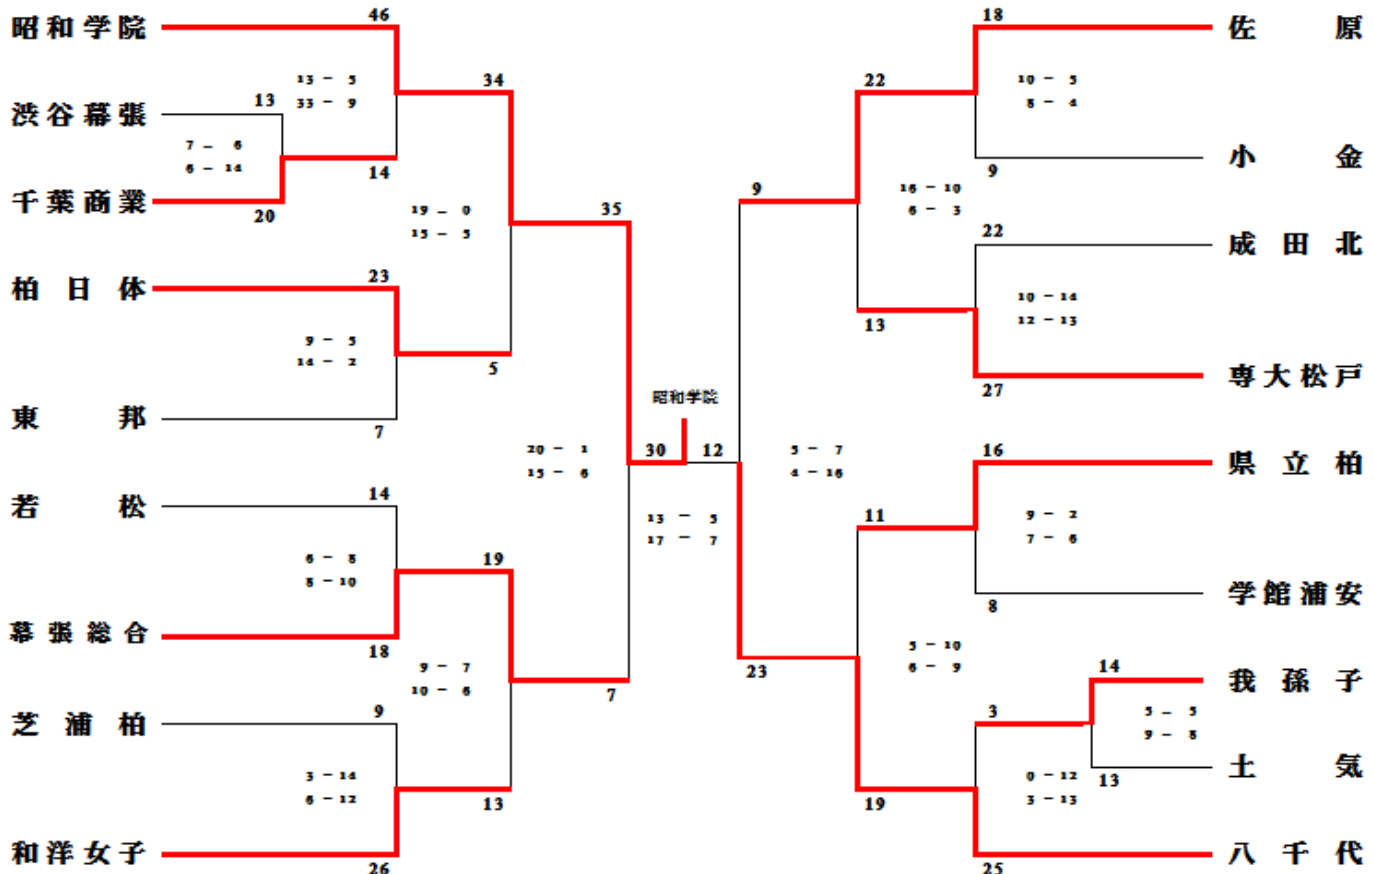 46
昭和学院
13 - 5
33 - 9
34
13
渋谷幕張
7 - 6
6 - 14
14
千葉商業
20
19 - 0
15 - 5
35
23
柏日体
9 - 5
14 - 2
5
東邦
7
20 - 1
15 - 6
14
若松
6 - 8
8 - 10
19
幕張総合
18
9 - 7
10 - 6
7
9
芝浦柏
3 - 14
6 - 12
13
和洋女子
26
昭和学院
30
12
13 - 5
17 - 7
18
佐原
22
10 - 5
8 - 4
小金
9
9
16 - 10
6 - 3
22
成田北
10 - 14
12 - 13
13
専大松戸
27
5 - 7
4 - 16
16
県立柏
11
9 - 2
7 - 6
学館浦安
8
23
5 - 10
6 - 9
14
我孫子
3
5 - 5
9 - 8
土気
13
0 - 12
3 - 13
19
八千代
25